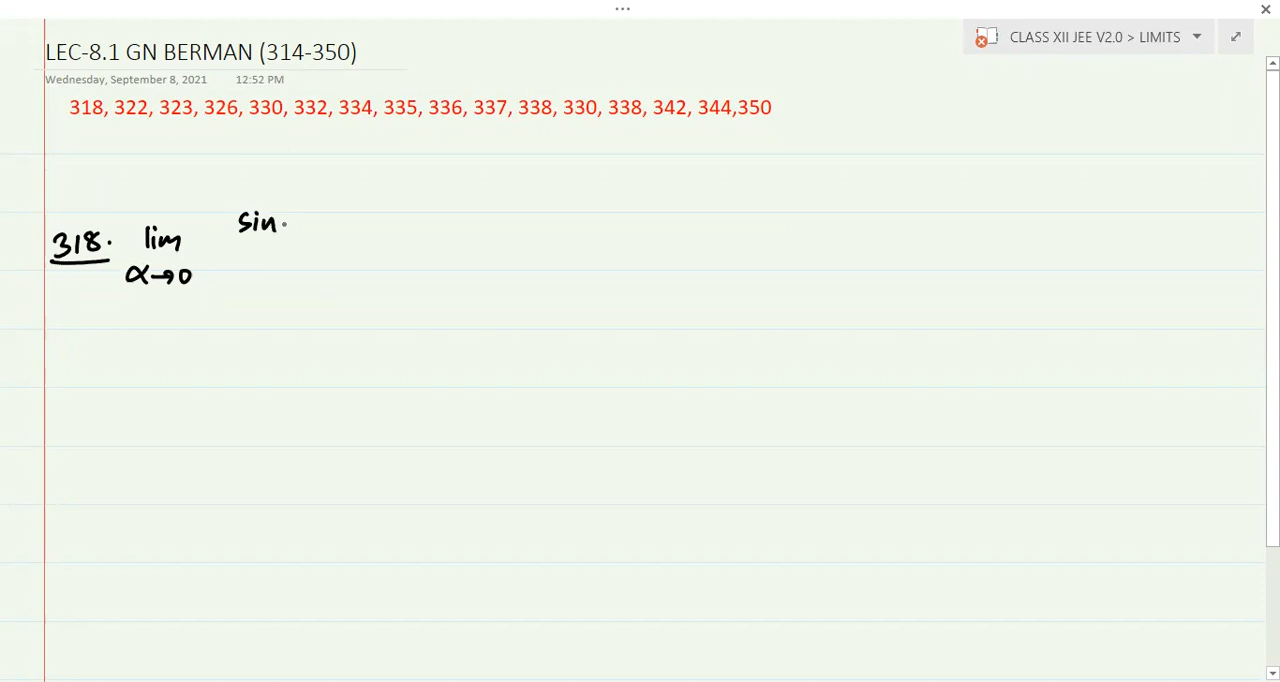 LEC-8.1 GN BERMAN (314-350)
CLASS XII JEE V2.0 > LIMITS
Wednesday, September 8, 2021 12:52 PM
318, 322, 323, 326, 330, 332, 334, 335, 336, 337, 338, 330, 338, 342, 344,350
318. lim sin
α→0